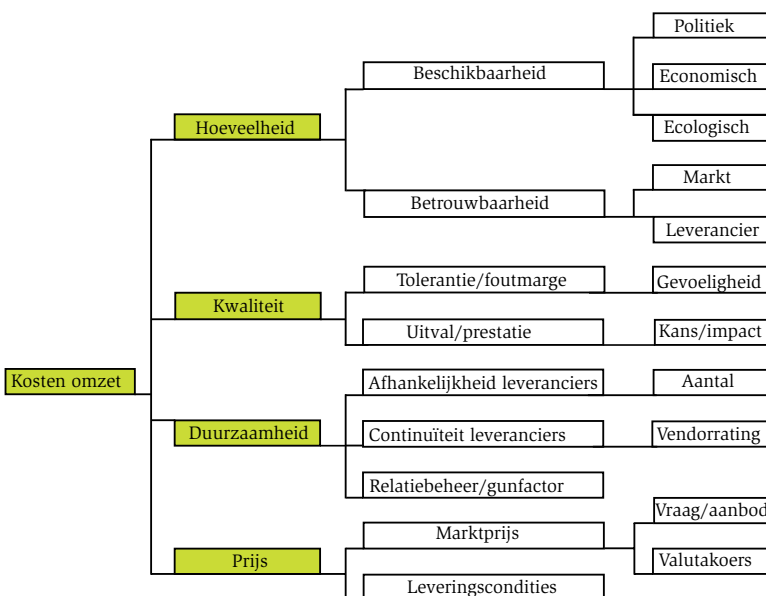 Politiek
Beschikbaarheid
Economisch
Hoeveelheid
Ecologisch
Markt
Betrouwbaarheid
Leverancier
Tolerantie/foutmarge
Gevoeligheid
Kwaliteit
Uitval/prestatie
Kans/impact
Kosten omzet
Afhankelijkheid leveranciers
Aantal
Duurzaamheid
Continuïteit leveranciers
Vendorrating
Relatiebeheer/gunfactor
Vraag/aanbod
Marktprijs
Prijs
Valutakoers
Leveringscondities